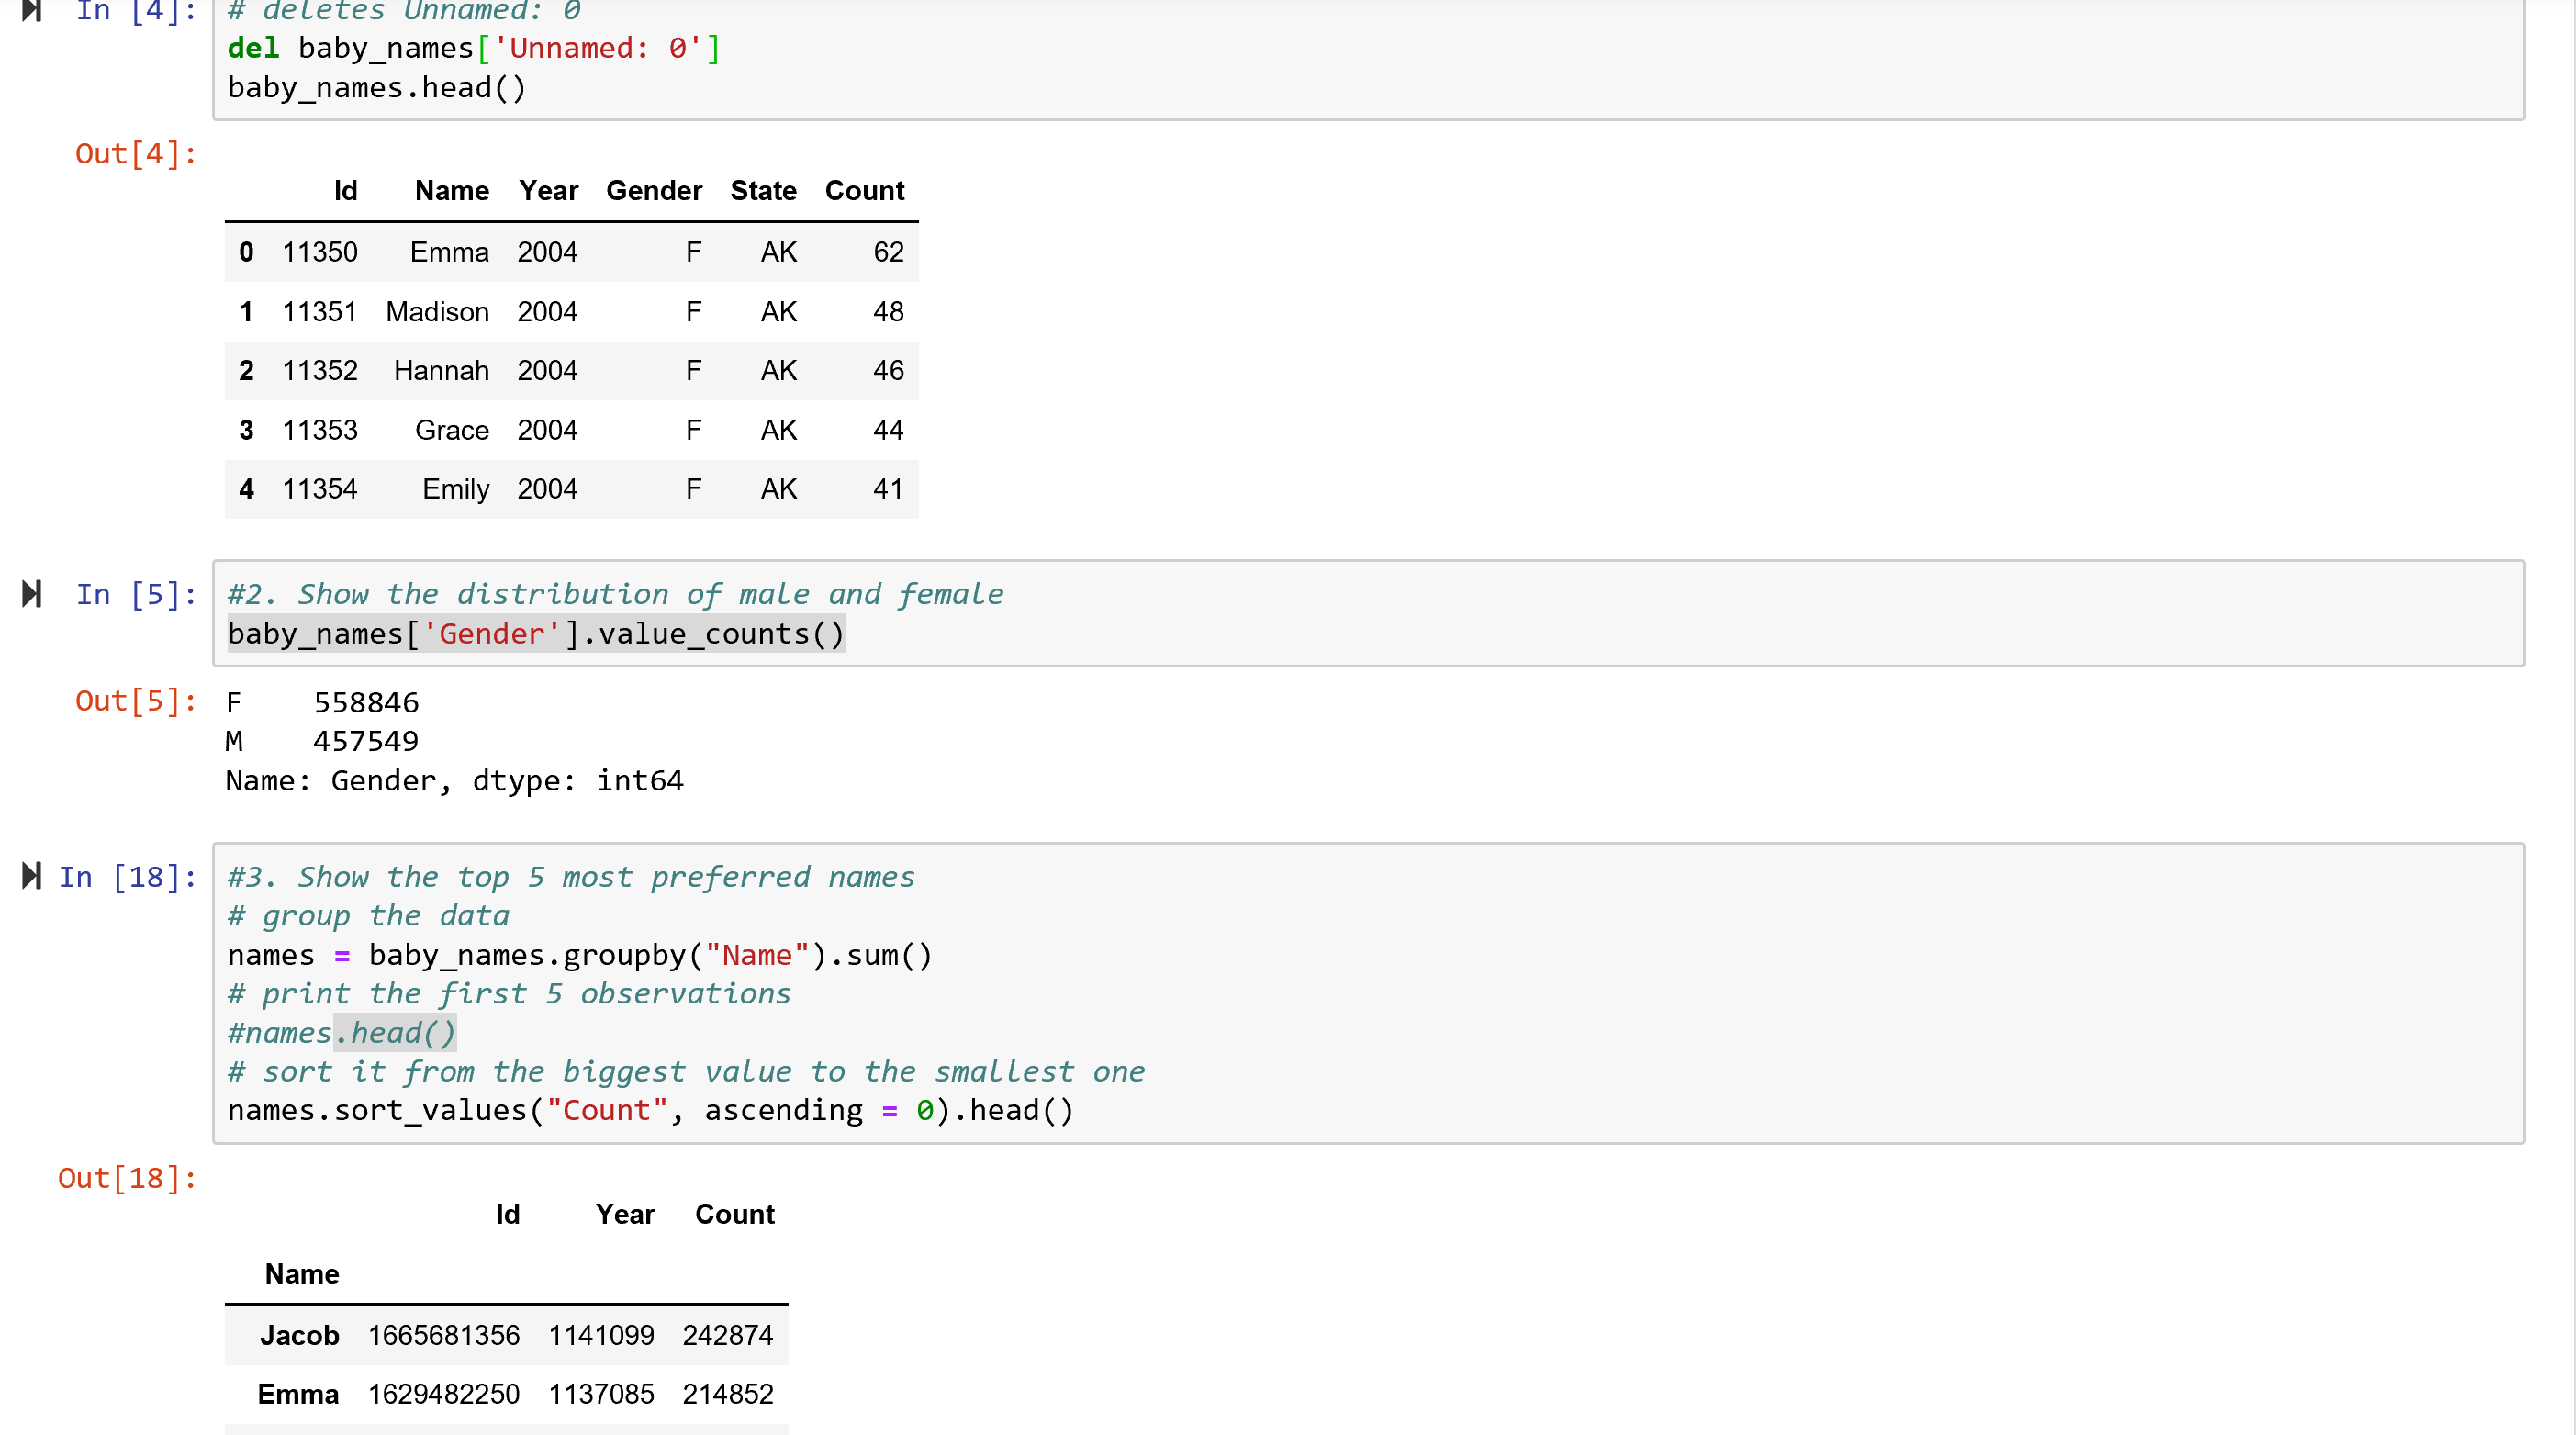 In [4]: # deletes Unnamed: 0
del baby_names['Unnamed: 0']
baby_names.head()
Out[4]:
Id Name Year Gender State Count
0 11350 Emma 2004 F AK 62
1 11351 Madison 2004 F AK 48
2 11352 Hannah 2004 F AK 46
3 11353 Grace 2004 F AK 44
4 11354 Emily 2004 F AK 41
In [5]: #2. Show the distribution of male and female
baby_names['Gender'].value_counts()
Out[5]: F 558846
M 457549
Name: Gender, dtype: int64
In [18]: #3. Show the top 5 most preferred names
# group the data
names = baby_names.groupby("Name").sum()
# print the first 5 observations
#names.head()
# sort it from the biggest value to the smallest one
names.sort_values("Count", ascending = 0).head()
Out[18]:
Id Year Count
Name
Jacob 1665681356 1141099 242874
Emma 1629482250 1137085 214852